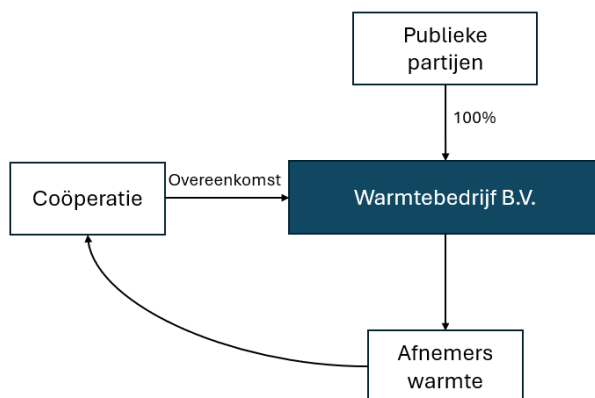 Publieke
partijen
100%
Overeenkomst
Coöperatie
Warmtebedrijf B.V.
Afnemers
warmte